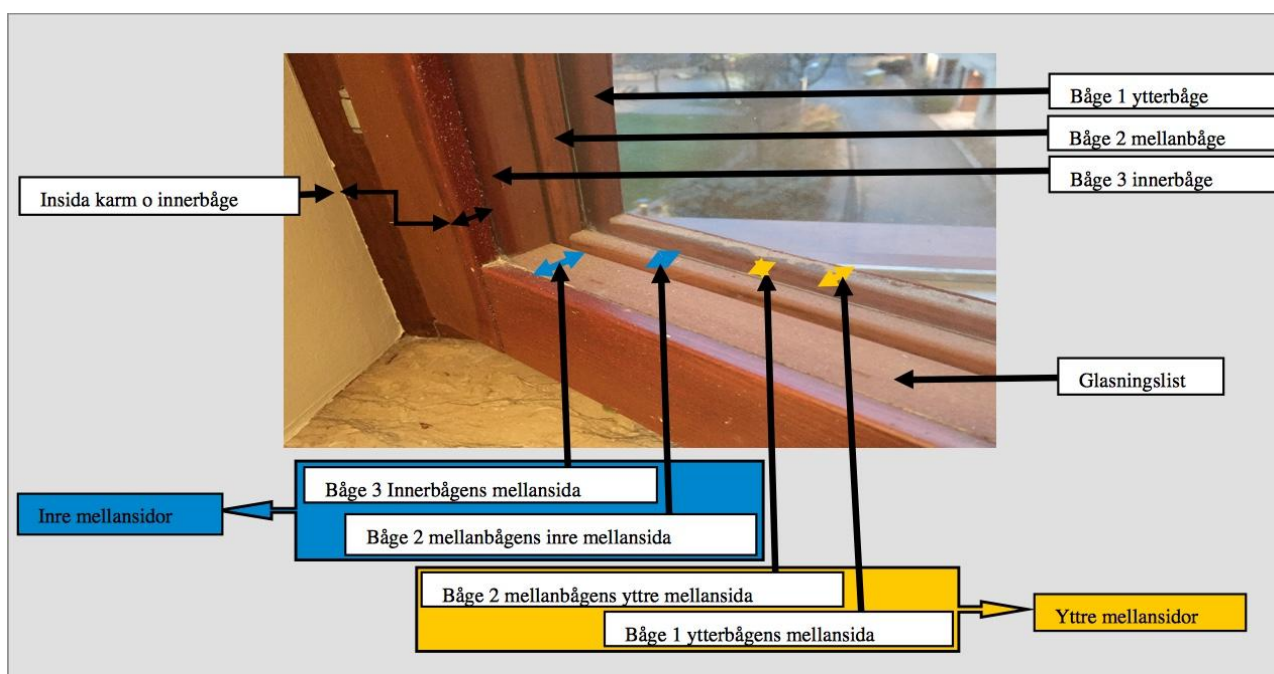 Båge 1 ytterbåge
Båge 2 mellanbåge
Båge 3 innerbåge
Insida karm o innerbåge
Glasningslist
Båge 3 Innerbågens mellansida
Inre mellansidor
Båge 2 mellanbågens inre mellansida
Båge 2 mellanbågens yttre mellansida
Yttre mellansidor
Båge 1 ytterbågens mellansida